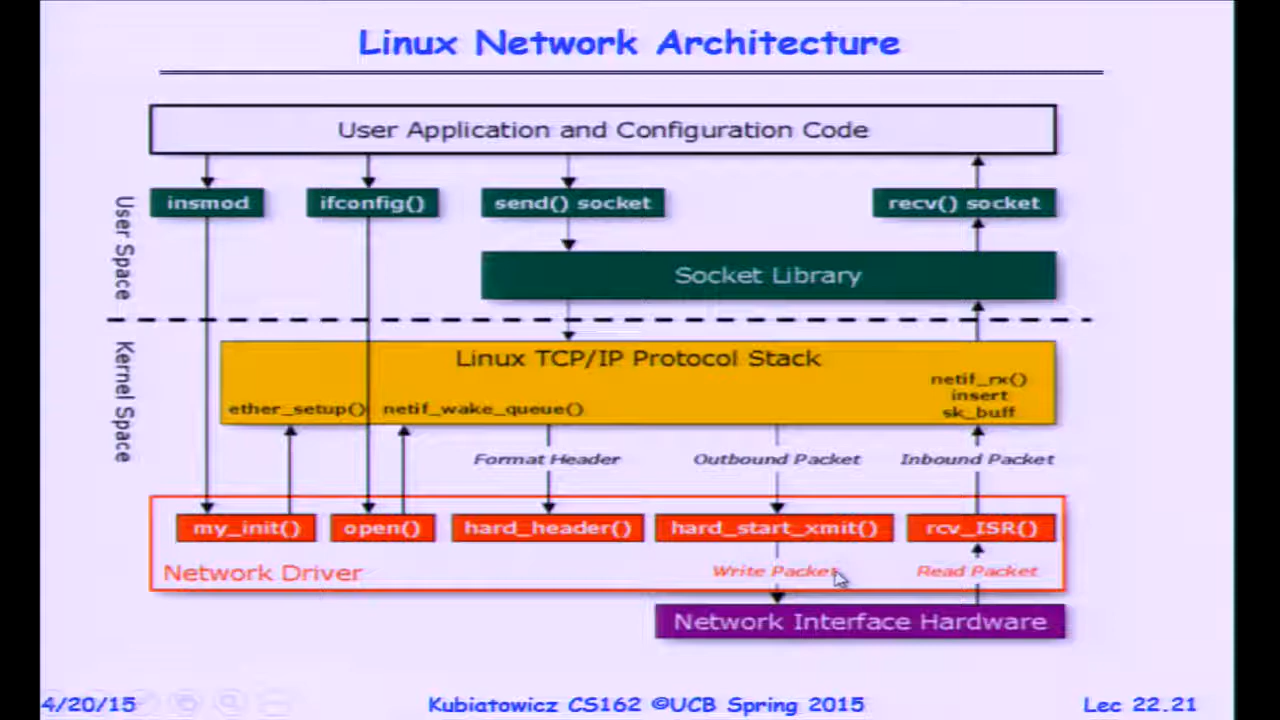 Linux Network Architecture
User Application and Configuration Code
insmod
ifconfig()
send() socket
recv() socket
User Space
Socket Library
Kernel Space
Linux TCP/IP Protocol Stack
ether_setup()
netif_wake_queue()
netif_rx()
insert
sk_buff
Format Header
Outbound Packet
Inbound Packet
my_init()
open()
hard_header()
hard_start_xmit()
rcv_ISR()
Network Driver
Write Packet
Read Packet
Network Interface Hardware
4/20/15
Kubiatowicz CS162 ©UCB Spring 2015
Lec 22.21